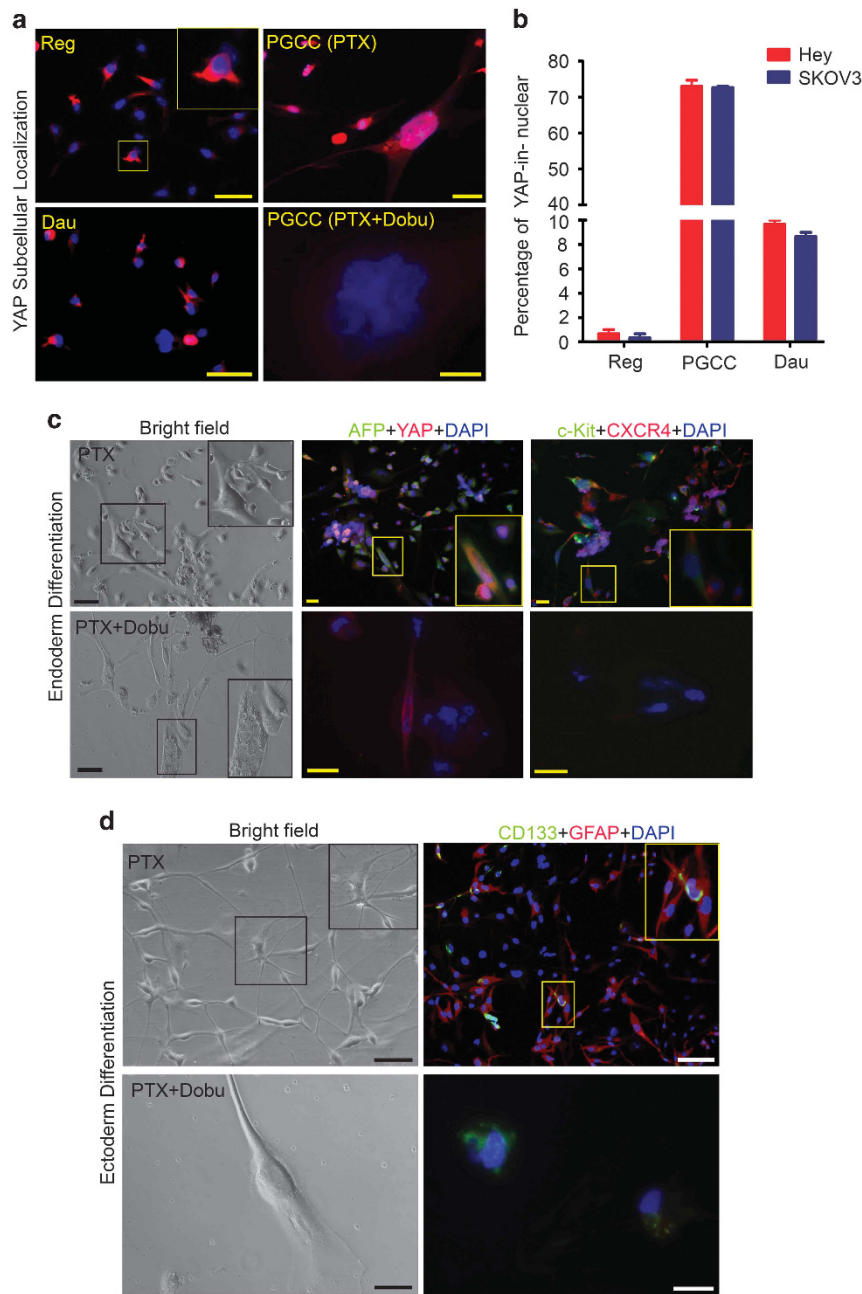 a
YAP Subcellular Localization
Reg
PGCC (PTX)
Dau
PGCC (PTX+Dobu)
b
Percentage of YAP-in- nuclear
80
70
60
50
40
10
8
6
4
2
0
Reg
PGCC
Dau
Hey
SKOV3
c
Endoderm Differentiation
Bright field
AFP+YAP+DAPI
c-Kit+CXCR4+DAPI
PTX
PTX+Dobu
d
Ectoderm Differentiation
Bright field
CD133+GFAP+DAPI
PTX
PTX+Dobu